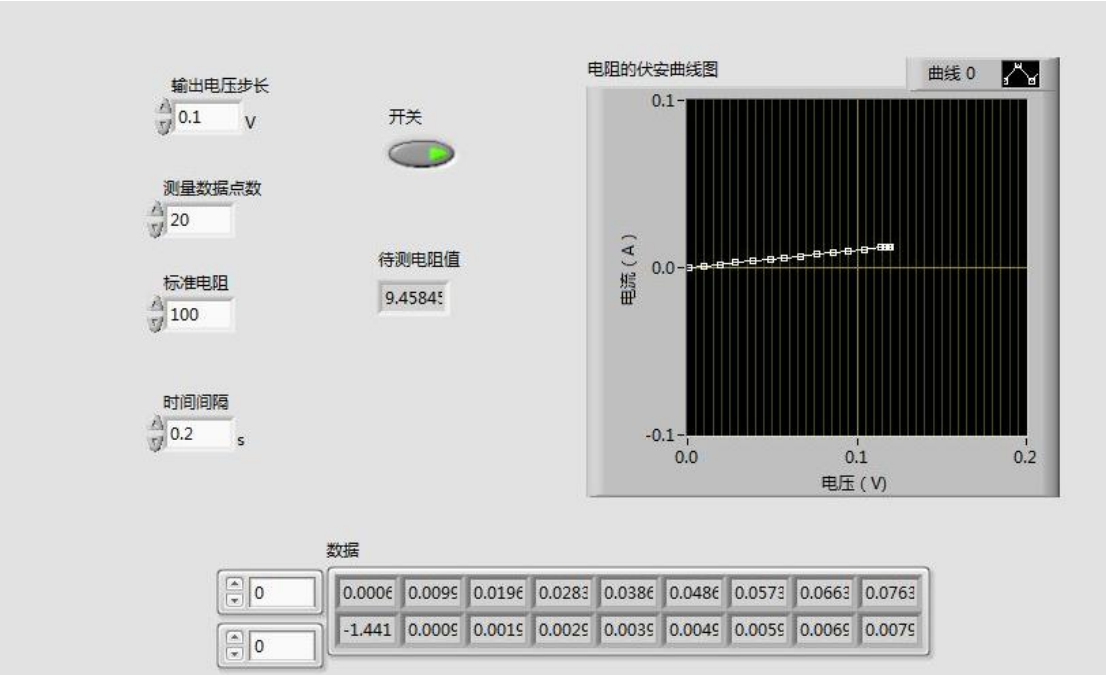 输出电压步长
0.1 V
开关
测量数据点数
20
标准电阻
100
待测电阻值
9.45845
时间间隔
0.2 s
电阻的伏安曲线图
曲线 0
0.1
0.0
-0.1
电流 ( A )
0.0 0.1 0.2
电压 ( V)
数据
0 0.0006 0.0099 0.0196 0.0283 0.0386 0.0486 0.0573 0.0663 0.0763
0 -1.441 0.0009 0.0019 0.0029 0.0039 0.0049 0.0059 0.0069 0.0079